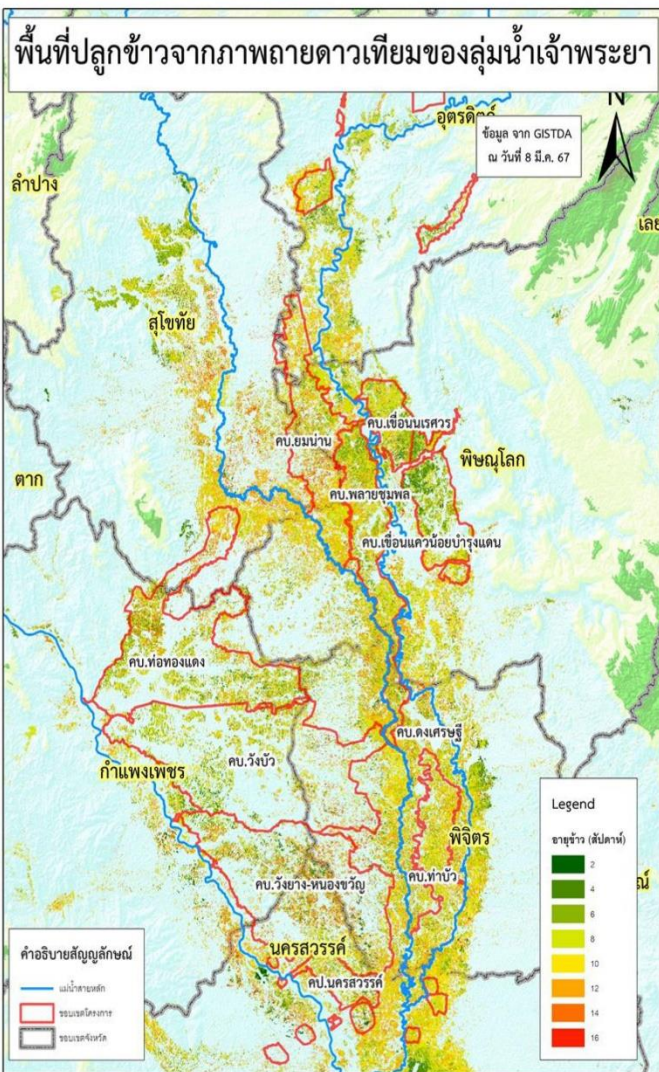 พื้นที่ปลูกข้าวจากภาพถายดาวเทียมของลุ่มน้ำเจ้าพระยา
N
อุตรดิตถ์
ข้อมูล จาก GISTDA
ณ วันที่ 8 มี.ค. 67
ลำปาง
เลย
สุโขทัย
คบ.เขื่อนนเรศวร
คบ.ยมน่าน
พิษณุโลก
ตาก
คบ.พลายชุมพล
คบ.เขื่อนแควน้อยบำรุงแดน
คบ.ท่อทองแดง
คบ.ดงเศรษฐี
คบ.วังบัว
กำแพงเพชร
Legend
อายุข้าว (สัปดาห์)
2
4
6
8
10
12
14
16
พิจิตร
คบ.ท่าบัว
ณ์
คบ.วังยาง-หนองขวัญ
นครสวรรค์
คป.นครสวรรค์
คำอธิบายสัญญลักษณ์
แม่น้ำสายหลัก
ขอบเขตโครงการ
ขอบเขตจังหวัด